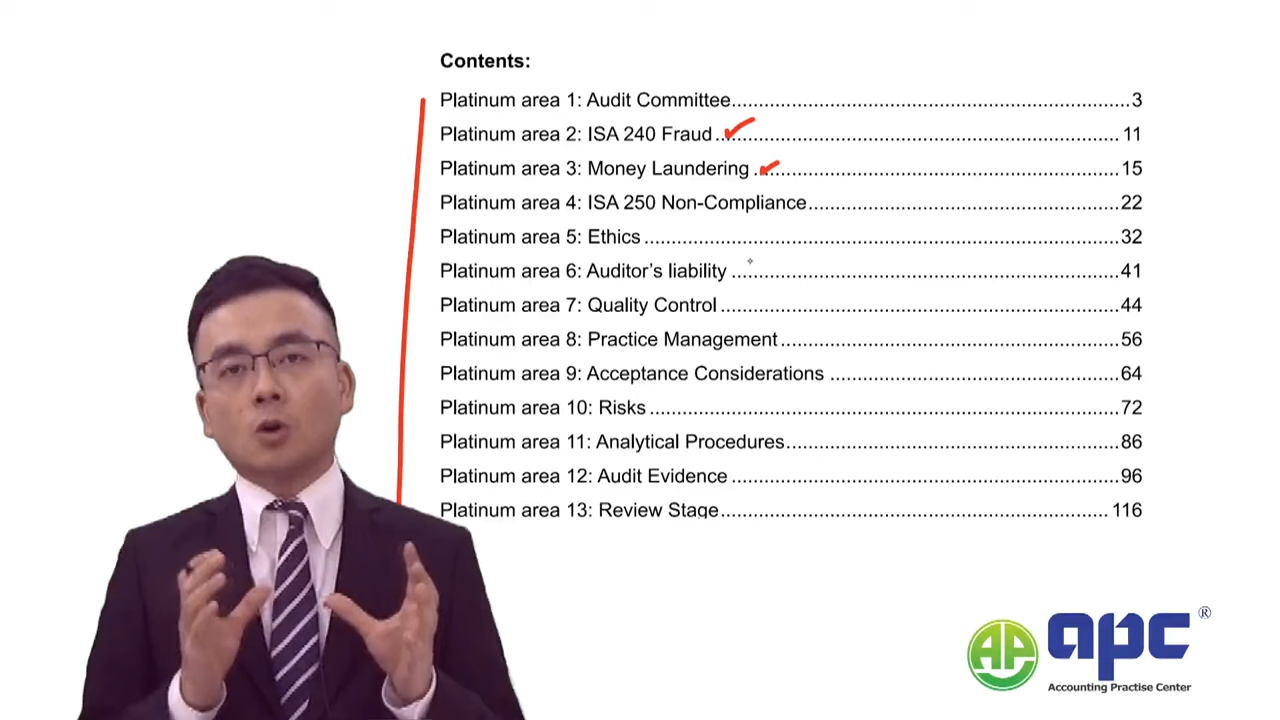 Contents:
Platinum area 1: Audit Committee....................................................................3
Platinum area 2: ISA 240 Fraud ....................................................................11
Platinum area 3: Money Laundering ..............................................................15
Platinum area 4: ISA 250 Non-Compliance....................................................22
Platinum area 5: Ethics .................................................................................32
Platinum area 6: Auditor’s liability ..................................................................41
Platinum area 7: Quality Control ....................................................................44
Platinum area 8: Practice Management.........................................................56
Platinum area 9: Acceptance Considerations .................................................64
Platinum area 10: Risks ................................................................................72
Platinum area 11: Analytical Procedures........................................................86
Platinum area 12: Audit Evidence ..................................................................96
Platinum area 13: Review Stage..................................................................116
AP apc ®
Accounting Practise Center